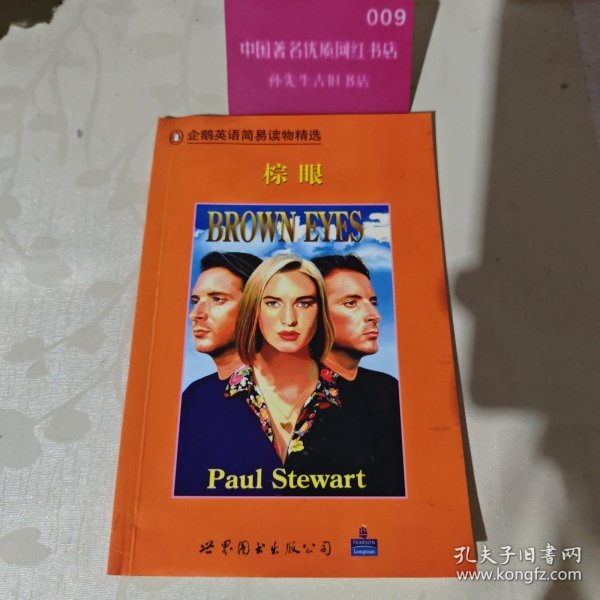 009
中国著名优质网红书店
孙先生古旧书店
企鹅英语简易读物精选
棕眼
BROWN EYES
Paul Stewart
世界图书出版公司
PEARSON
Longman
孔夫子旧书网
www.kongfz.com